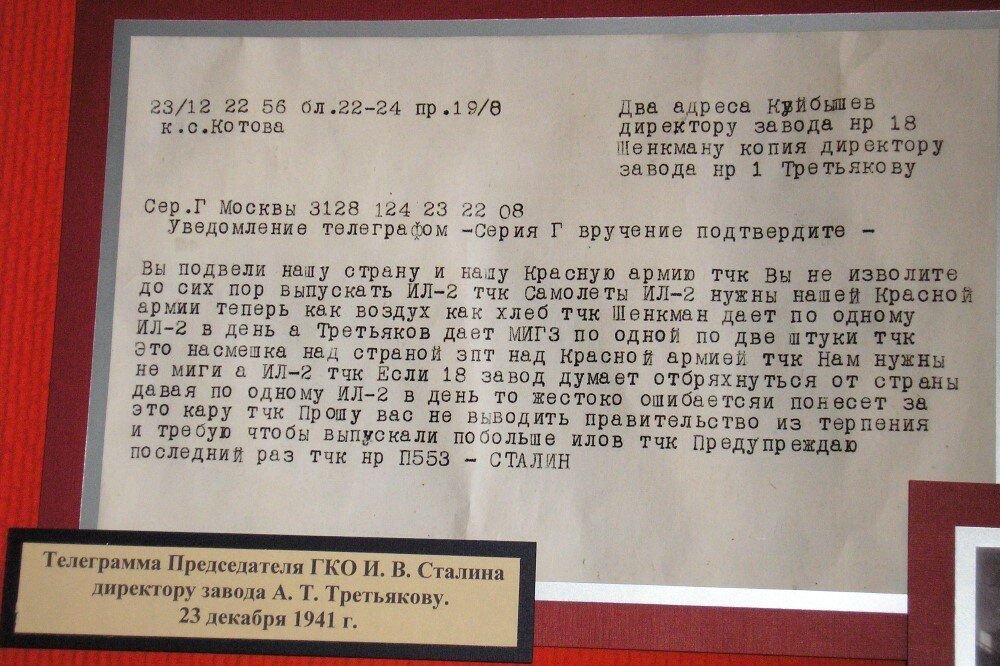 23/12 22 56 бл.22-24 пр.19/8
к.с.Котова
Два адреса Куйбышев
директору завода нр 18
Шенкману копия директору
завода нр 1 Третьякову
Сер.Г Москвы 3128 124 23 22 08
Уведомление телеграфом -Серия Г вручение подтвердите -
Вы подвели нашу страну и нашу Красную армию тчк Вы не изволите
до сих пор выпускать ИЛ-2 тчк Самолеты ИЛ-2 нужны нашей Красной
армии теперь как воздух как хлеб тчк Шенкман дает по одному
ИЛ-2 в день а Третьяков дает МИГЗ по одной по две штуки тчк
Это насмешка над страной зпт над Красной армией тчк Нам нужны
не миги а ИЛ-2 тчк Если 18 завод думает отбряхнуться от страны
давая по одному ИЛ-2 в день то жестоко ошибаетсяи понесет за
это кару тчк Прошу вас не выводить правительство из терпения
и требую чтобы выпускали побольше илов тчк Предупреждаю
последний раз тчк нр П553 - СТАЛИН
Телеграмма Председателя ГКО И. В. Сталина
директору завода А. Т. Третьякову.
23 декабря 1941 г.